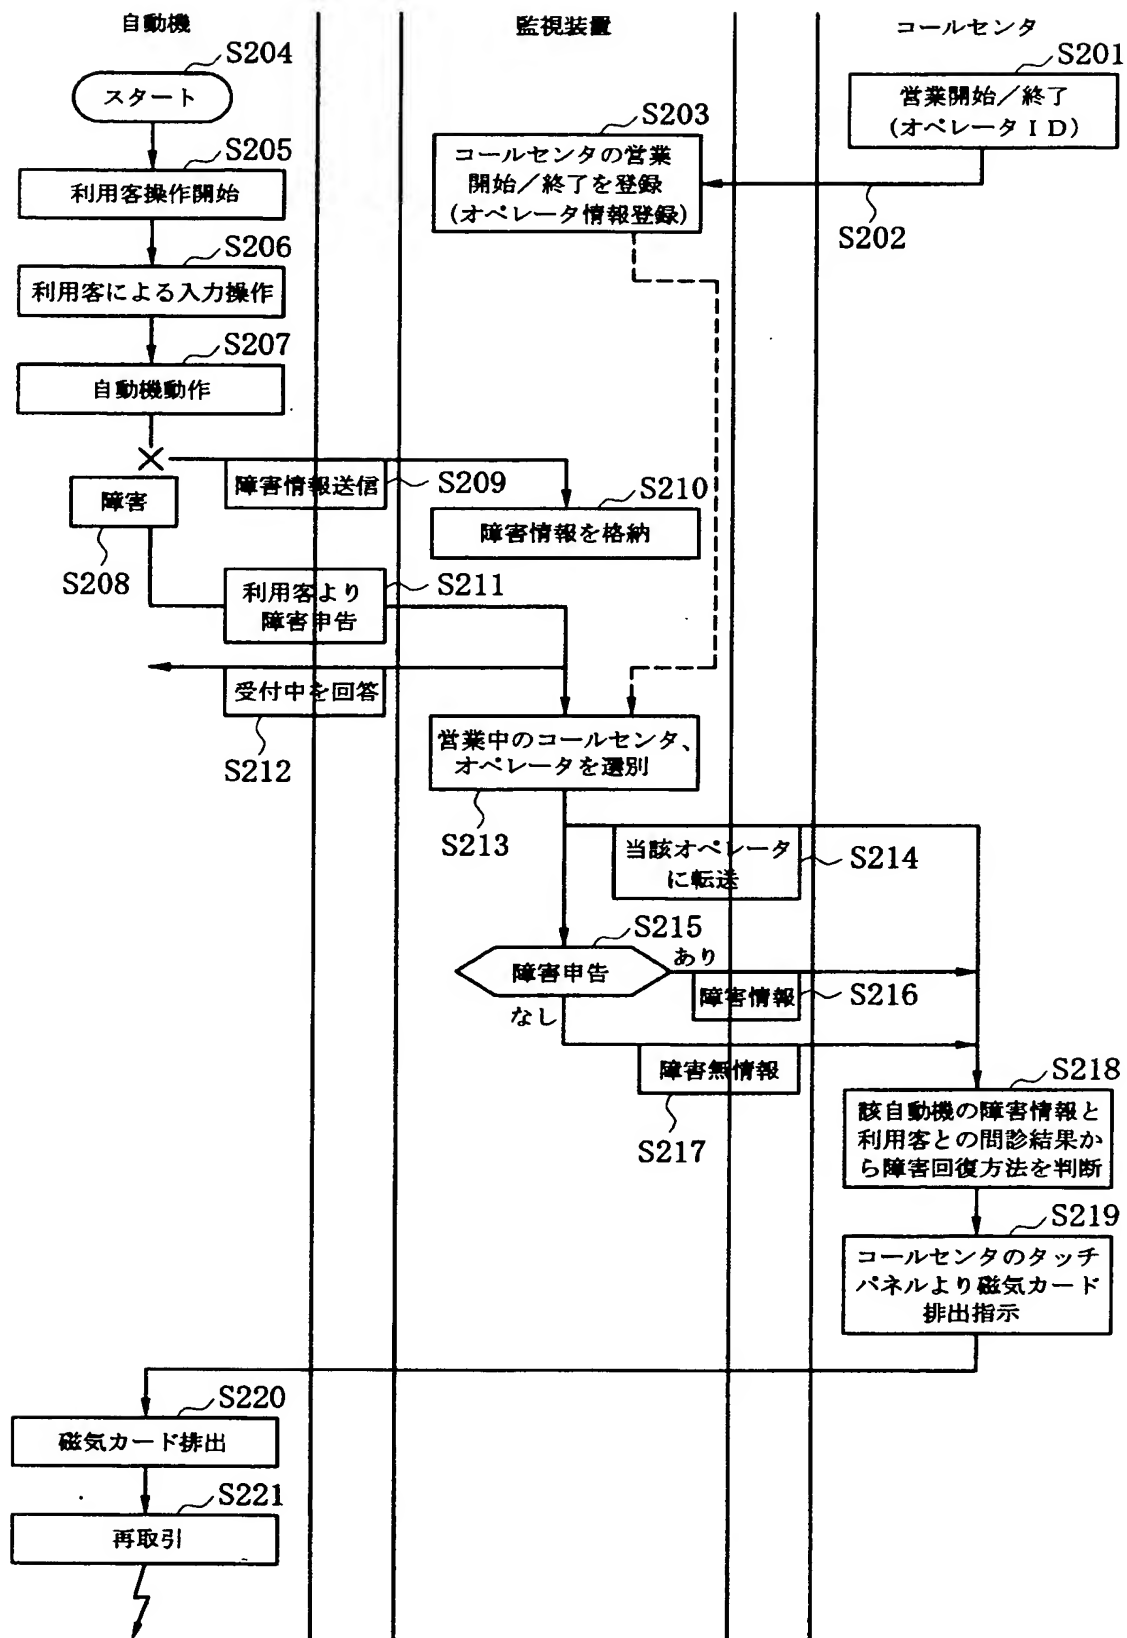 自動機
監視装置
コールセンタ
S204
スタート
S201
営業開始／終了
(オペレータＩＤ)
S203
コールセンタの営業
開始／終了を登録
(オペレータ情報登録)
S202
S205
利用客操作開始
S206
利用客による入力操作
S207
自動機動作
障害情報送信
S209
S210
障害情報を格納
障害
S208
利用客より
障害申告
S211
受付中を回答
S212
営業中のコールセンタ、
オペレータを選別
S213
当該オペレータ
に転送
S214
S215
障害申告
あり
障害情報
S216
なし
障害無情報
S217
S218
該自動機の障害情報と
利用客との問診結果か
ら障害回復方法を判断
S219
コールセンタのタッチ
パネルより磁気カード
排出指示
S220
磁気カード排出
S221
再取引